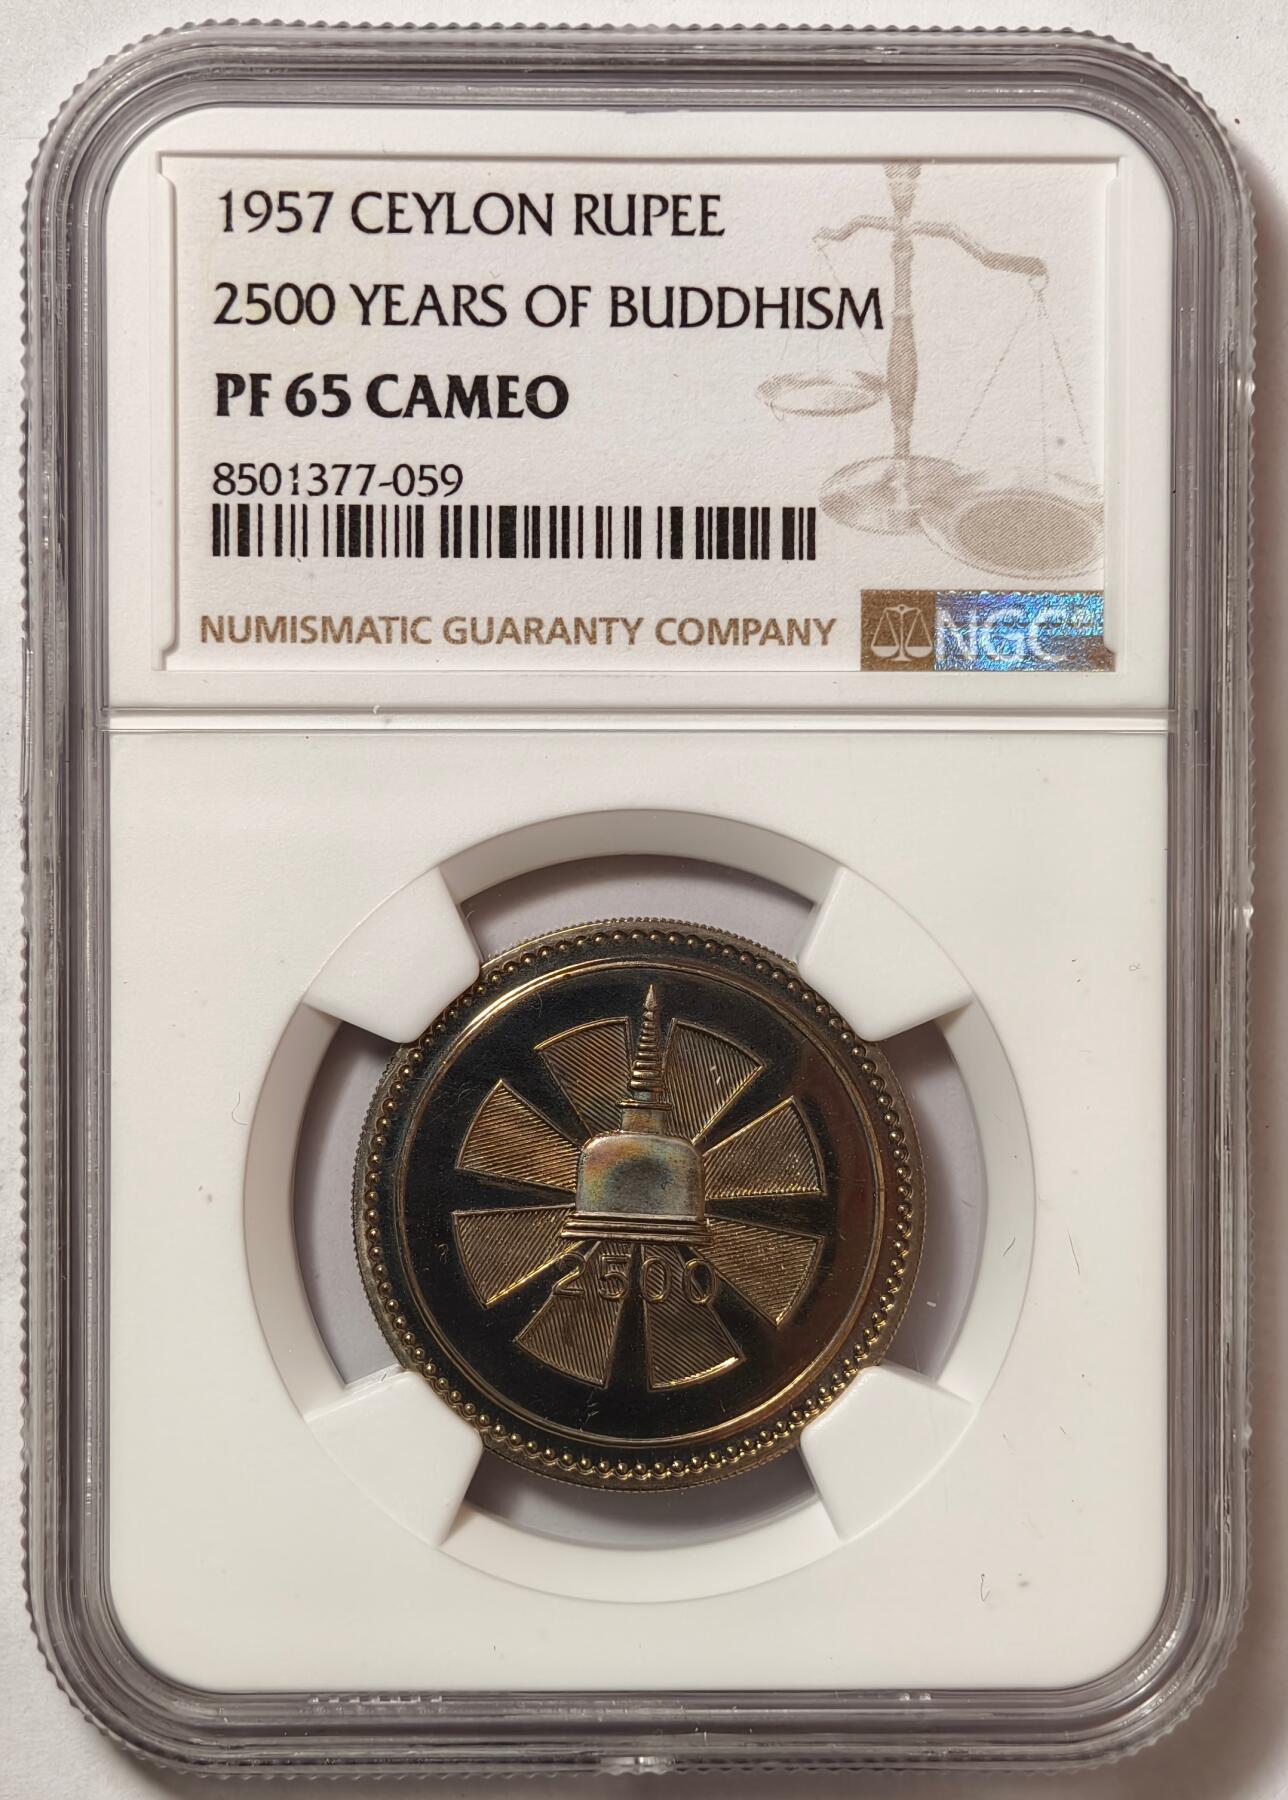 1957 CEYLON RUPEE
2500 YEARS OF BUDDHISM
PF 65 CAMEO
8501377-059
NUMISMATIC GUARANTY COMPANY
NGC
2500